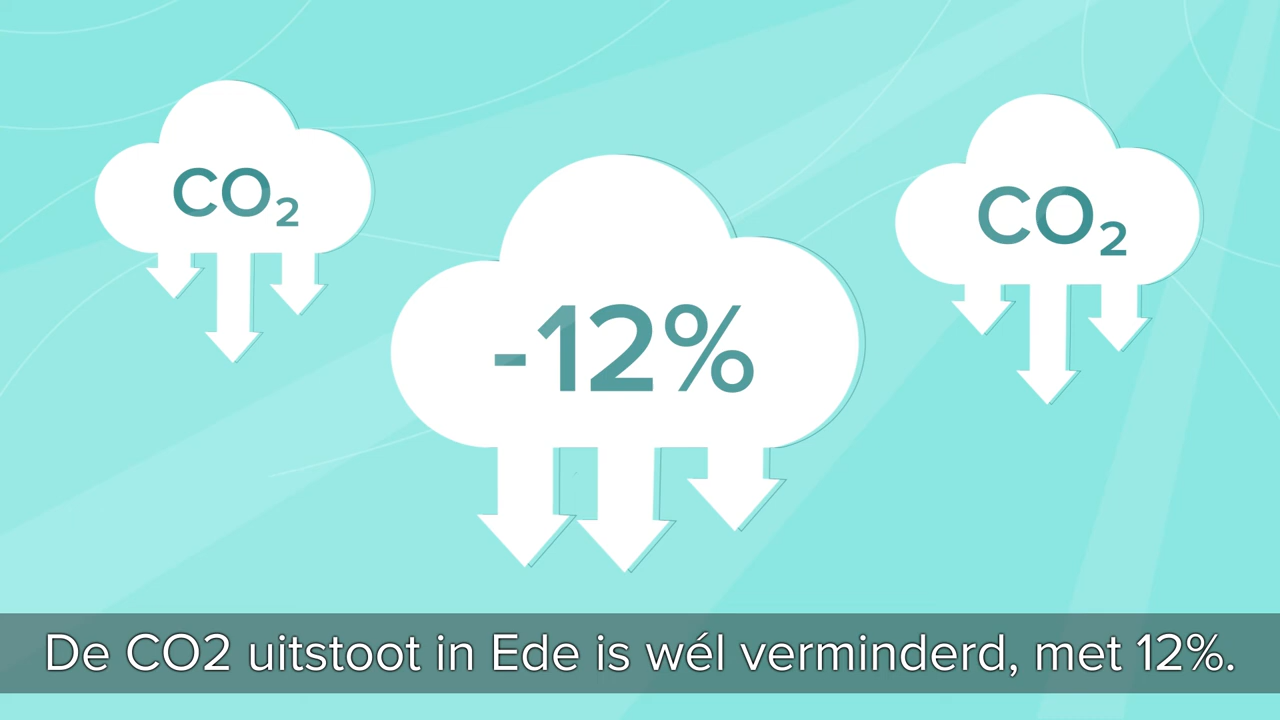 CO₂
CO₂
-12%
De CO2 uitstoot in Ede is wél verminderd, met 12%.